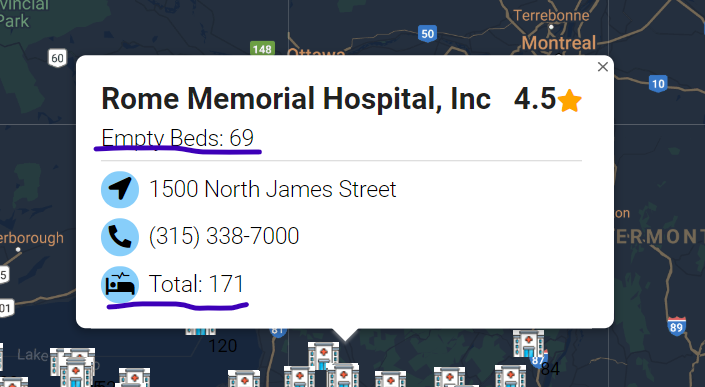 vincial
Park
Terrebonne
50
148
60
Ottawa
Montreal
×
Rome Memorial Hospital, Inc 4.5
10
Empty Beds: 69
1500 North James Street
on
(315) 338-7000
erborough
ERMONT
5
Total: 171
01
81
89
120
Lake
87
84